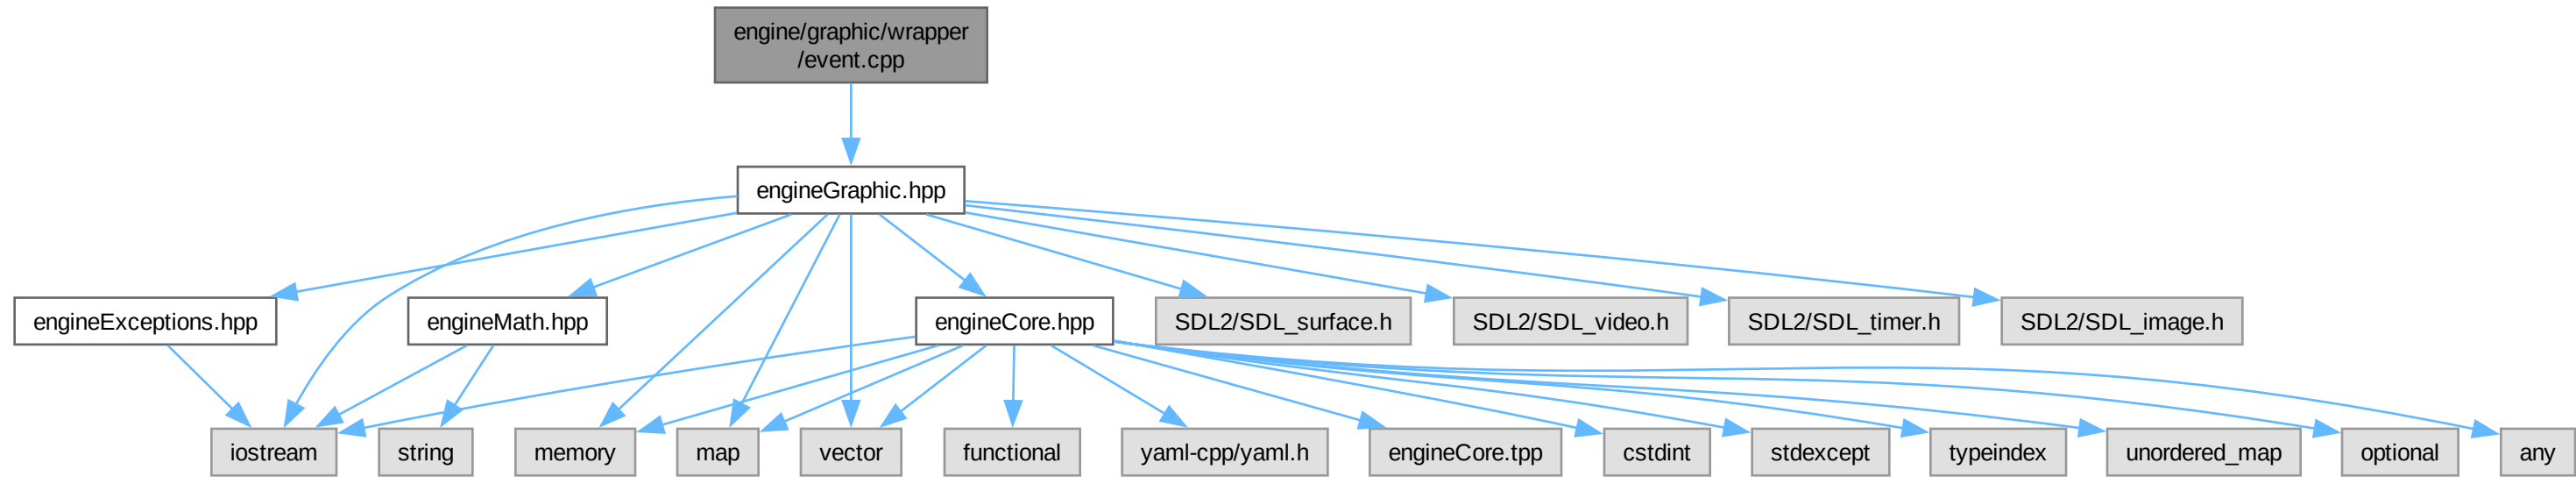 engine/graphic/wrapper
/event.cpp
engineGraphic.hpp
engineExceptions.hpp
engineMath.hpp
engineCore.hpp
SDL2/SDL_surface.h
SDL2/SDL_video.h
SDL2/SDL_timer.h
SDL2/SDL_image.h
iostream
string
memory
map
vector
functional
yaml-cpp/yaml.h
engineCore.tpp
cstdint
stdexcept
typeindex
unordered_map
optional
any